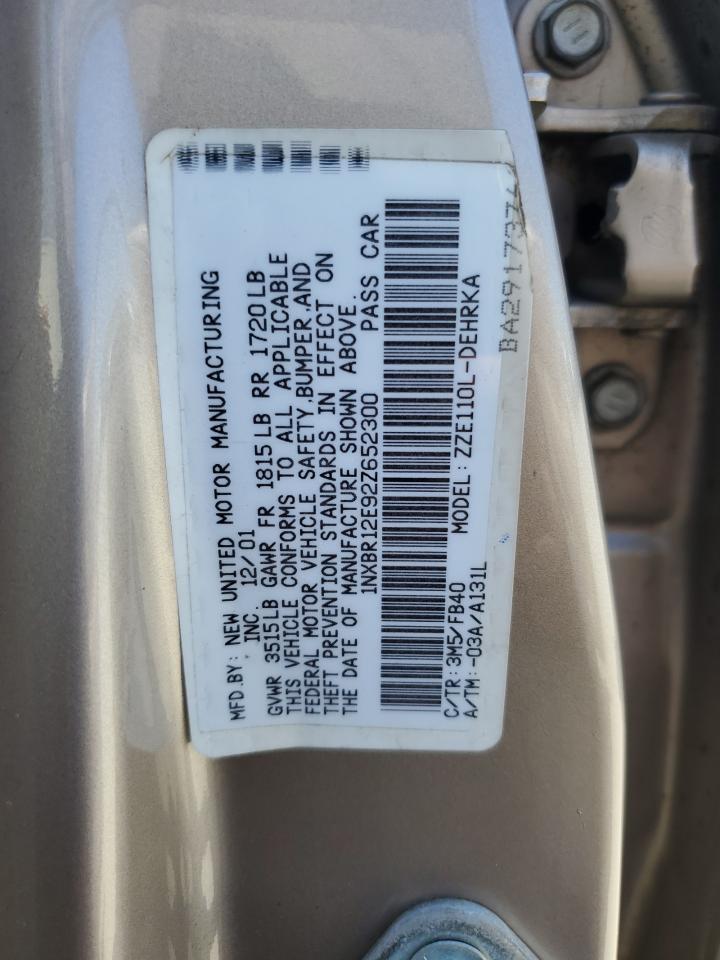 MFD.BY: NEW UNITED MOTOR MANUFACTURING
, INC. 12/01
GVWR 3515LB GAWR FR 1815LB RR 1720LB
THIS VEHICLE CONFORMS TO ALL APPLICABLE
FEDERAL MOTOR VEHICLE SAFETY,BUMPER,AND
THEFT PREVENTION STANDARDS IN EFFECT ON
THE DATE OF MANUFACTURE SHOWN ABOVE.
1NXBR12E92Z652300 PASS CAR
C/TR:3M5/FB40 MODEL:ZZE110L-DEHRKA
A/TM:-03A/A131L